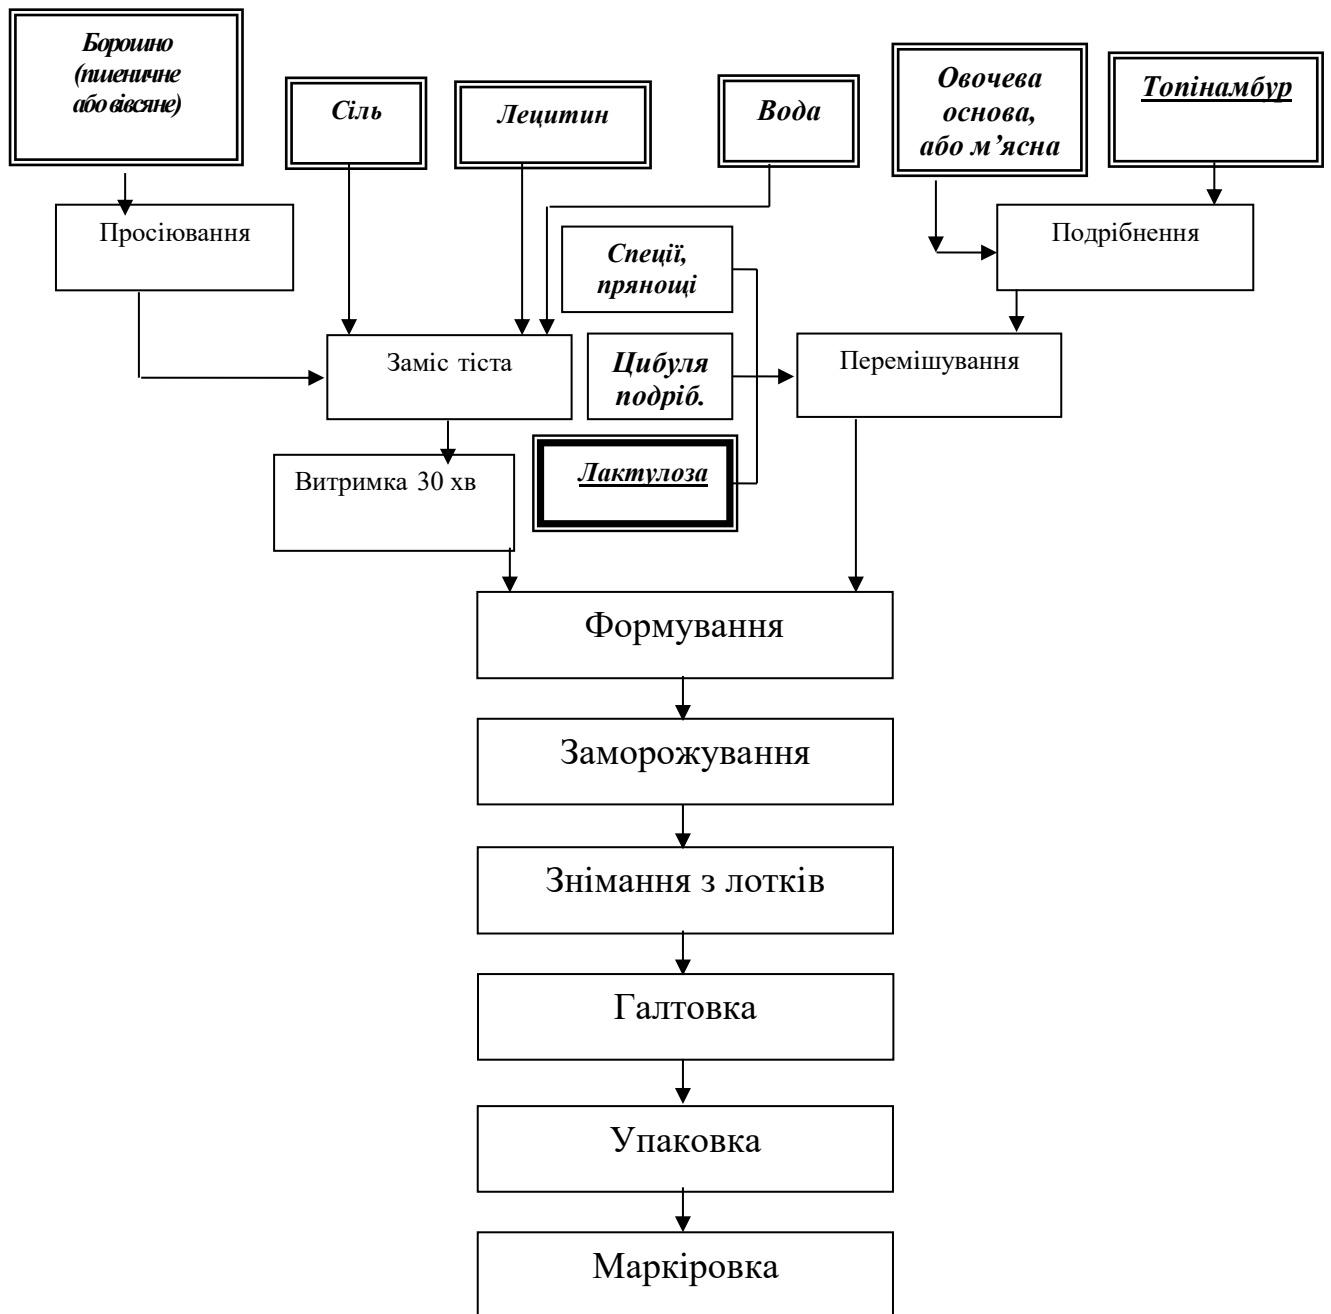 Борошно
(пшеничне
або вівсяне)
Сіль
Лецитин
Вода
Овочева
основа,
або м’ясна
Топінамбур
Просіювання
Подрібнення
Спеції,
прянощі
Заміс тіста
Цибуля
подріб.
Перемішування
Витримка 30 хв
Лактулоза
Формування
Заморожування
Знімання з лотків
Галтовка
Упаковка
Маркіровка